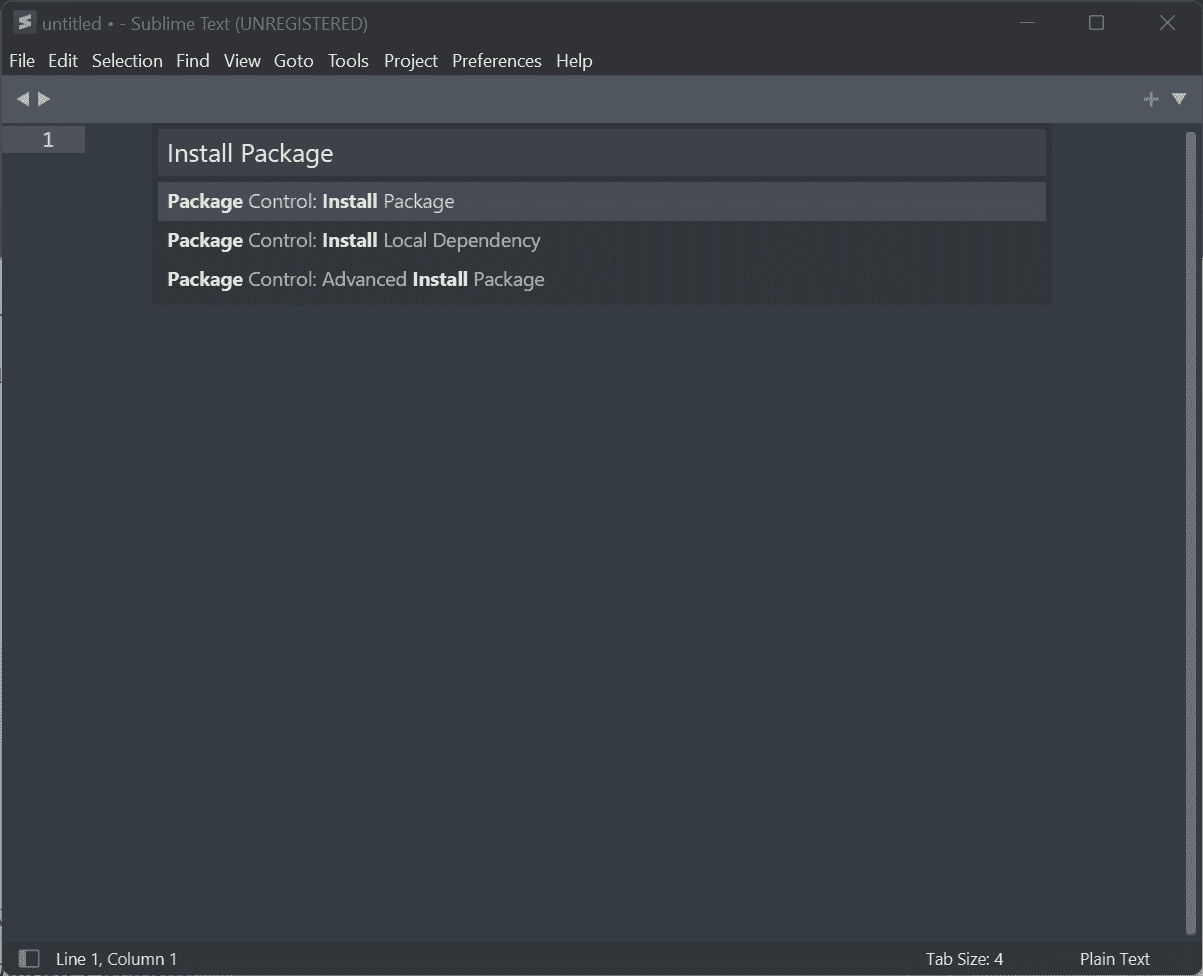 untitled • - Sublime Text (UNREGISTERED)
File Edit Selection Find View Goto Tools Project Preferences Help
1
Install Package
Package Control: Install Package
Package Control: Install Local Dependency
Package Control: Advanced Install Package
Line 1, Column 1 Tab Size: 4 Plain Text